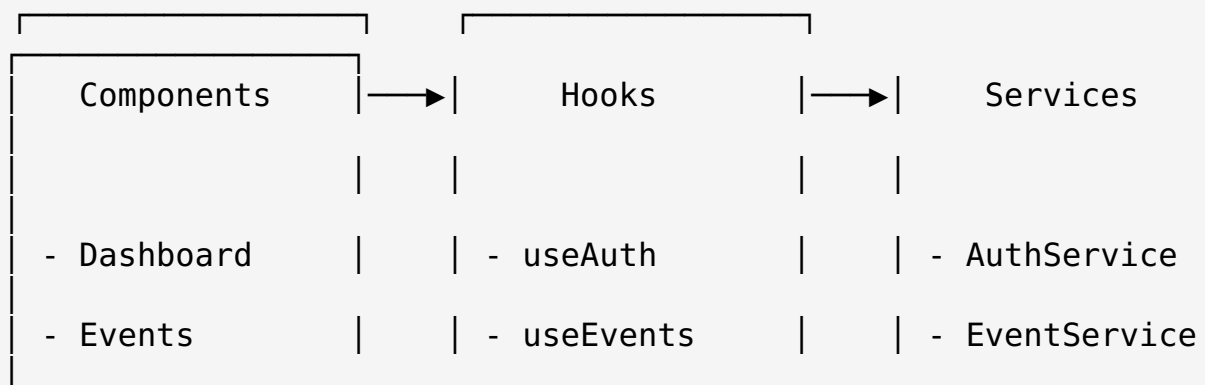 Components Hooks Services
- Dashboard - useAuth - AuthService
- Events - useEvents - EventService